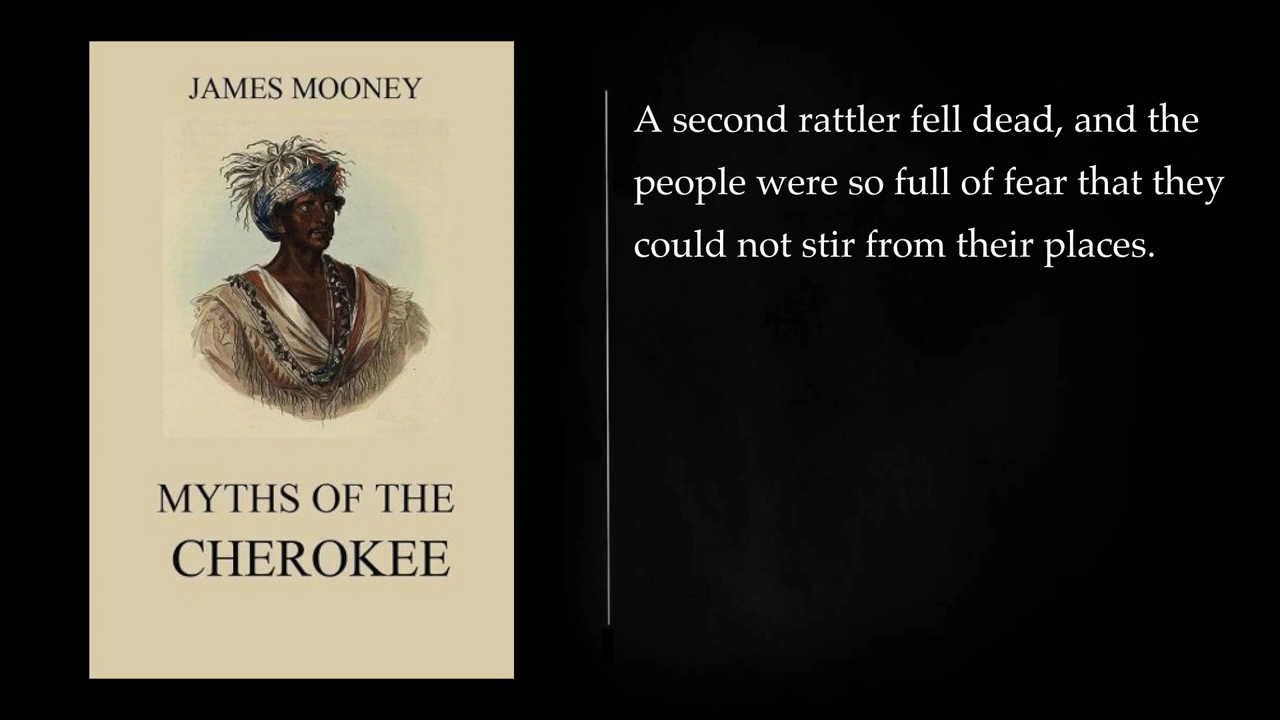 JAMES MOONEY
MYTHS OF THE
CHEROKEE
A second rattler fell dead, and the
people were so full of fear that they
could not stir from their places.